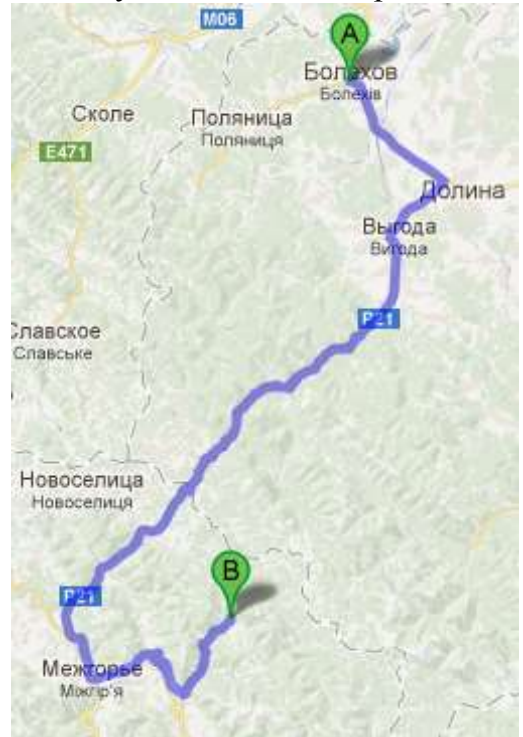 M06
A
Болехов
Болехів
Сколе
Поляница
Поляниця
E471
Долина
Выгода
Вигода
P21
Славское
Славське
Новоселица
Новоселиця
B
P21
Межгорье
Міжгір'я